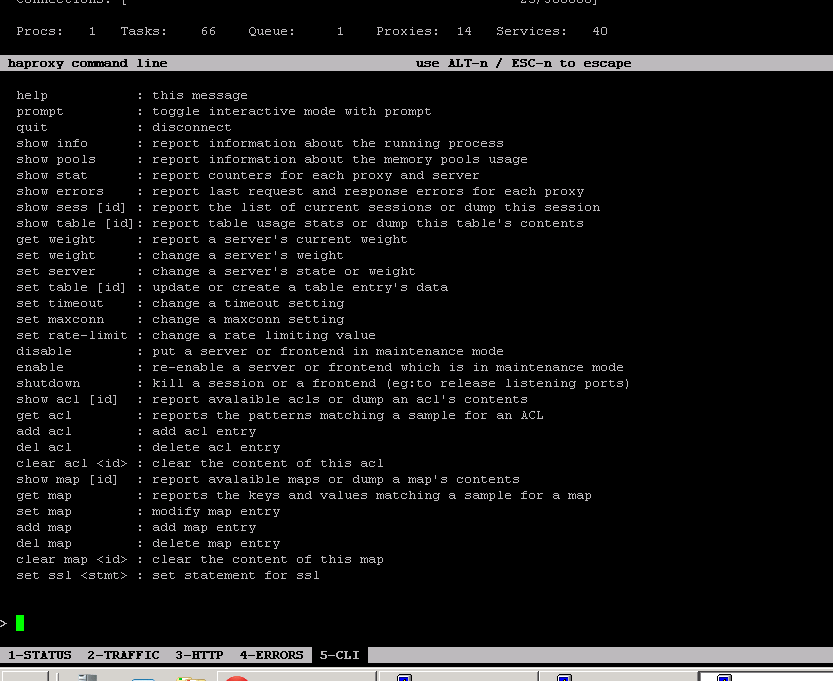 Procs: 1 Tasks: 66 Queue: 1 Proxies: 14 Services: 40
haproxy command line use ALT-n / ESC-n to escape
help : this message
prompt : toggle interactive mode with prompt
quit : disconnect
show info : report information about the running process
show pools : report information about the memory pools usage
show stat : report counters for each proxy and server
show errors : report last request and response errors for each proxy
show sess [id] : report the list of current sessions or dump this session
show table [id]: report table usage stats or dump this table's contents
get weight : report a server's current weight
set weight : change a server's weight
set server : change a server's state or weight
set table [id] : update or create a table entry's data
set timeout : change a timeout setting
set maxconn : change a maxconn setting
set rate-limit : change a rate limiting value
disable : put a server or frontend in maintenance mode
enable : re-enable a server or frontend which is in maintenance mode
shutdown : kill a session or a frontend (eg:to release listening ports)
show acl [id] : report avalaible acls or dump an acl's contents
get acl : reports the patterns matching a sample for an ACL
add acl : add acl entry
del acl : delete acl entry
clear acl <id> : clear the content of this acl
show map [id] : report avalaible maps or dump a map's contents
get map : reports the keys and values matching a sample for a map
set map : modify map entry
add map : add map entry
del map : delete map entry
clear map <id> : clear the content of this map
set ssl <stmt> : set statement for ssl
>
1-STATUS 2-TRAFFIC 3-HTTP 4-ERRORS 5-CLI